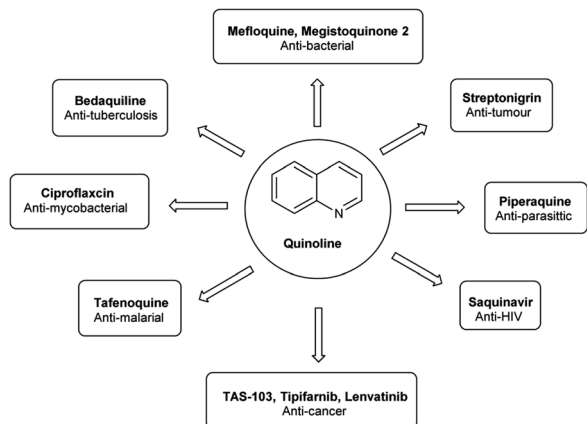 Mefloquine, Megistoquinone 2
Anti-bacterial
Bedaquiline
Anti-tuberculosis
Streptonigrin
Anti-tumour
Ciproflaxcin
Anti-mycobacterial
N
Quinoline
Piperaquine
Anti-parasittic
Tafenoquine
Anti-malarial
Saquinavir
Anti-HIV
TAS-103, Tipifarnib, Lenvatinib
Anti-cancer